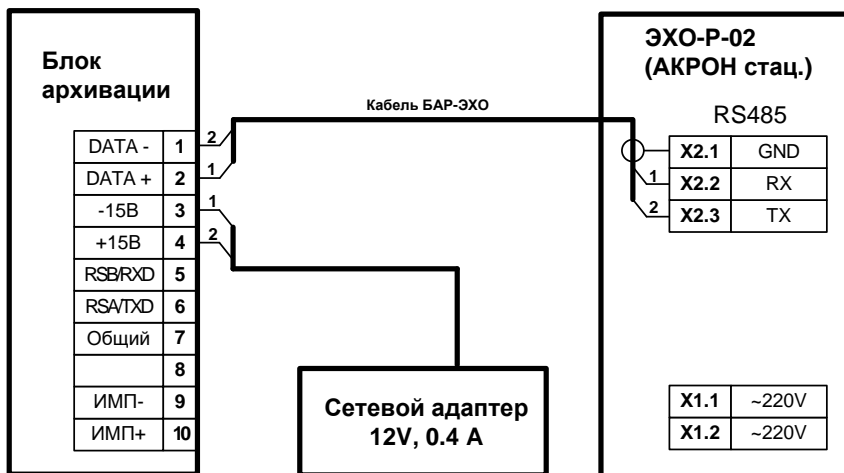 Блок
архивации
DATA - 1
DATA + 2
-15В 3
+15В 4
RSB/RXD 5
RSA/TXD 6
Общий 7
8
ИМП- 9
ИМП+ 10
2
1
1
2
Кабель БАР-ЭХО
Сетевой адаптер
12V, 0.4 A
ЭХО-Р-02
(АКРОН стац.)
RS485
X2.1 GND
1 X2.2 RX
2 X2.3 TX
X1.1 ~220V
X1.2 ~220V